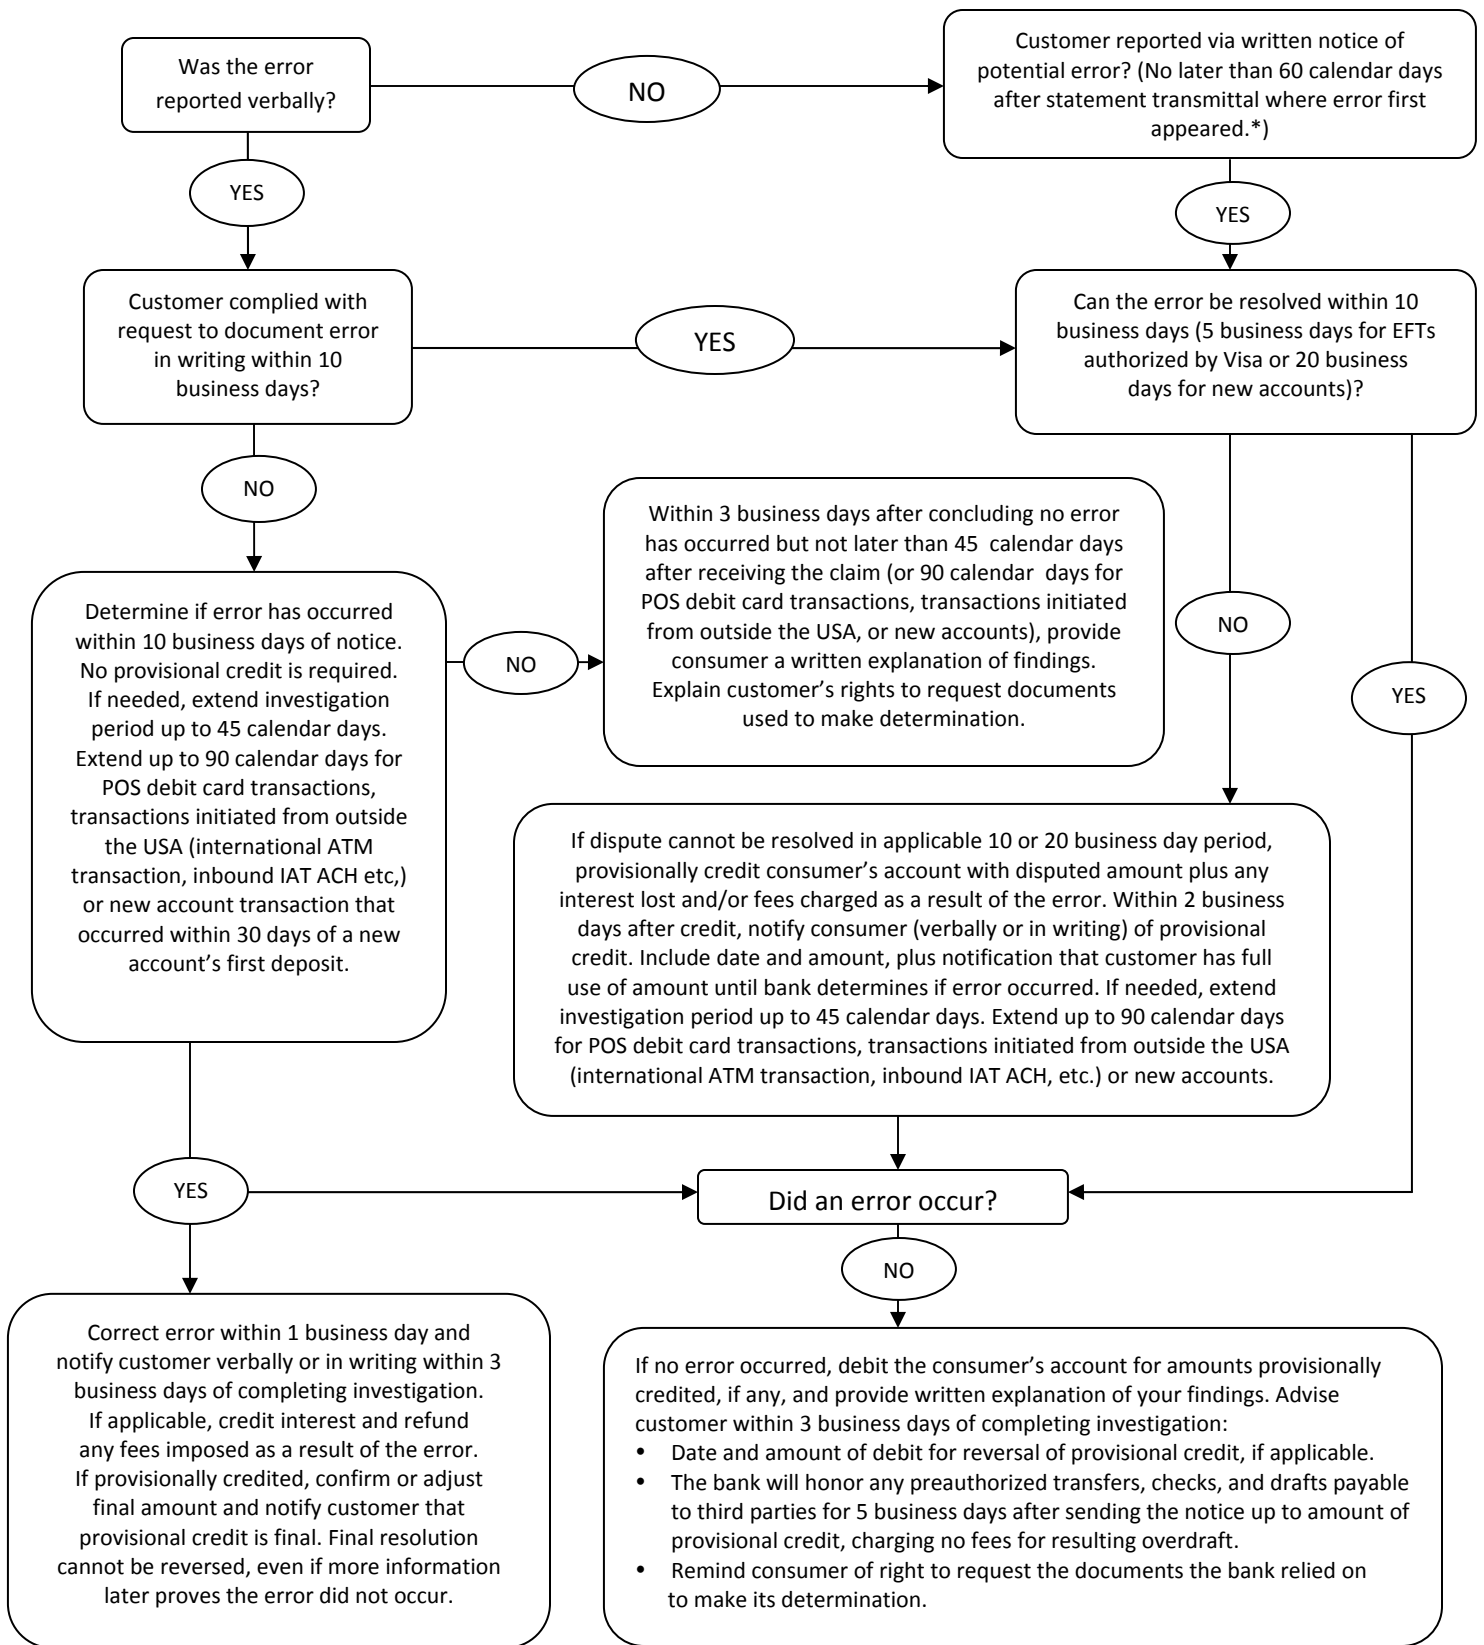 Was the error
reported verbally?
NO
Customer reported via written notice of
potential error? (No later than 60 calendar days
after statement transmittal where error first
appeared.*)
YES
YES
Customer complied with
request to document error
in writing within 10
business days?
YES
Can the error be resolved within 10
business days (5 business days for EFTs
authorized by Visa or 20 business
days for new accounts)?
NO
Within 3 business days after concluding no error
has occurred but not later than 45 calendar days
after receiving the claim (or 90 calendar days for
POS debit card transactions, transactions initiated
from outside the USA, or new accounts), provide
consumer a written explanation of findings.
Explain customer’s rights to request documents
used to make determination.
NO
YES
Determine if error has occurred
within 10 business days of notice.
No provisional credit is required.
If needed, extend investigation
period up to 45 calendar days.
Extend up to 90 calendar days for
POS debit card transactions,
transactions initiated from outside
the USA (international ATM
transaction, inbound IAT ACH etc,)
or new account transaction that
occurred within 30 days of a new
account’s first deposit.
NO
If dispute cannot be resolved in applicable 10 or 20 business day period,
provisionally credit consumer’s account with disputed amount plus any
interest lost and/or fees charged as a result of the error. Within 2 business
days after credit, notify consumer (verbally or in writing) of provisional
credit. Include date and amount, plus notification that customer has full
use of amount until bank determines if error occurred. If needed, extend
investigation period up to 45 calendar days. Extend up to 90 calendar days
for POS debit card transactions, transactions initiated from outside the USA
(international ATM transaction, inbound IAT ACH, etc.) or new accounts.
YES
Did an error occur?
NO
Correct error within 1 business day and
notify customer verbally or in writing within 3
business days of completing investigation.
If applicable, credit interest and refund
any fees imposed as a result of the error.
If provisionally credited, confirm or adjust
final amount and notify customer that
provisional credit is final. Final resolution
cannot be reversed, even if more information
later proves the error did not occur.
If no error occurred, debit the consumer’s account for amounts provisionally
credited, if any, and provide written explanation of your findings. Advise
customer within 3 business days of completing investigation:
• Date and amount of debit for reversal of provisional credit, if applicable.
• The bank will honor any preauthorized transfers, checks, and drafts payable
to third parties for 5 business days after sending the notice up to amount of
provisional credit, charging no fees for resulting overdraft.
• Remind consumer of right to request the documents the bank relied on
to make its determination.